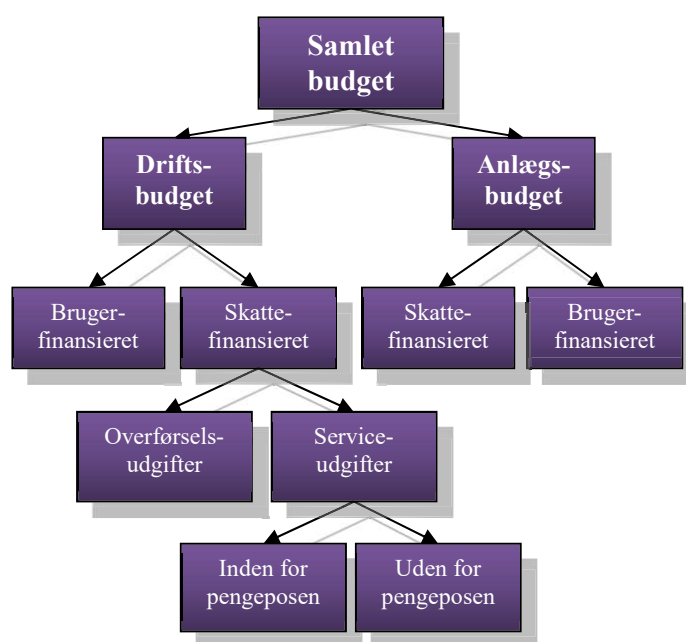 Samlet
budget
Drifts-
budget
Anlægs-
budget
Bruger-
finansieret
Skatte-
finansieret
Skatte-
finansieret
Bruger-
finansieret
Overførsels-
udgifter
Service-
udgifter
Inden for
pengeposen
Uden for
pengeposen